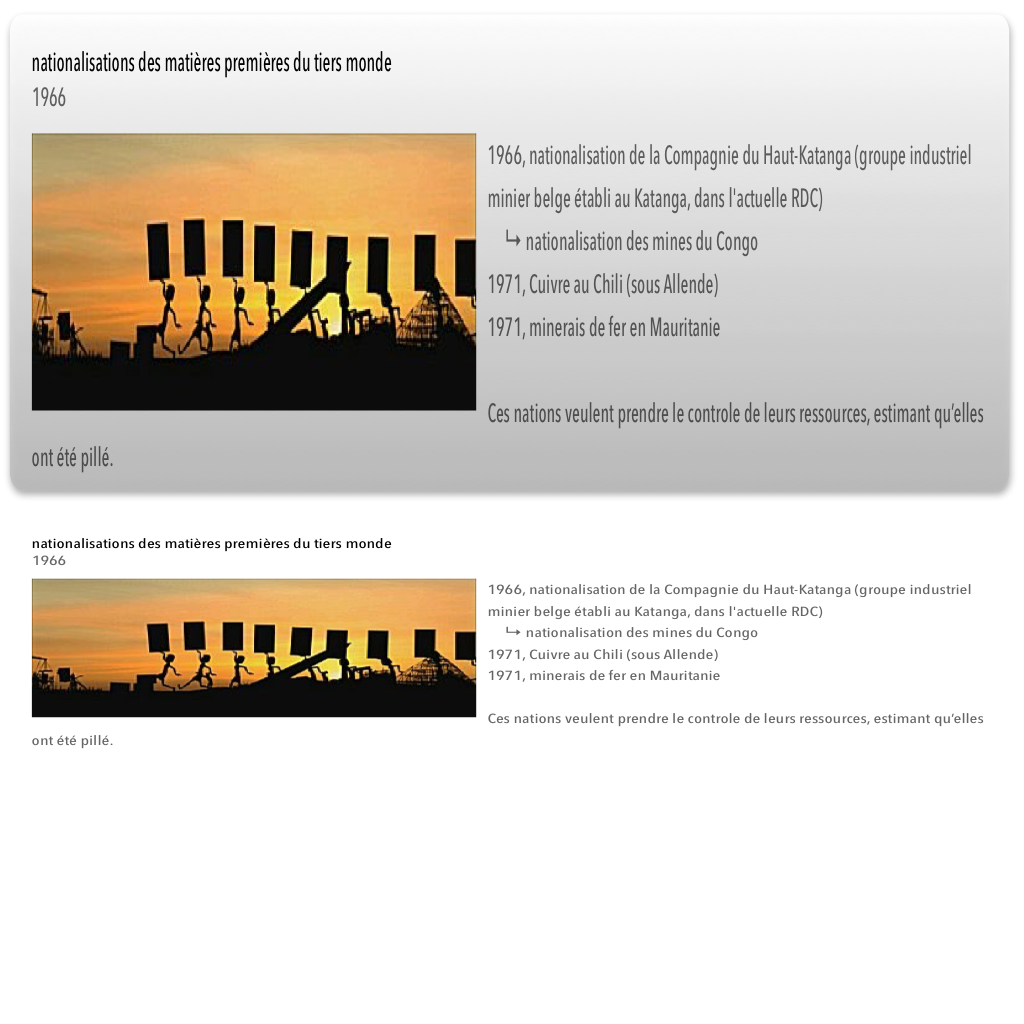 nationalisations des matières premières du tiers monde
1966
1966, nationalisation de la Compagnie du Haut-Katanga (groupe industriel
minier belge établi au Katanga, dans l'actuelle RDC)
↳ nationalisation des mines du Congo
1971, Cuivre au Chili (sous Allende)
1971, minerais de fer en Mauritanie
Ces nations veulent prendre le controle de leurs ressources, estimant qu’elles
ont été pillé.
nationalisations des matières premières du tiers monde
1966
1966, nationalisation de la Compagnie du Haut-Katanga (groupe industriel
minier belge établi au Katanga, dans l'actuelle RDC)
↳ nationalisation des mines du Congo
1971, Cuivre au Chili (sous Allende)
1971, minerais de fer en Mauritanie
Ces nations veulent prendre le controle de leurs ressources, estimant qu’elles
ont été pillé.